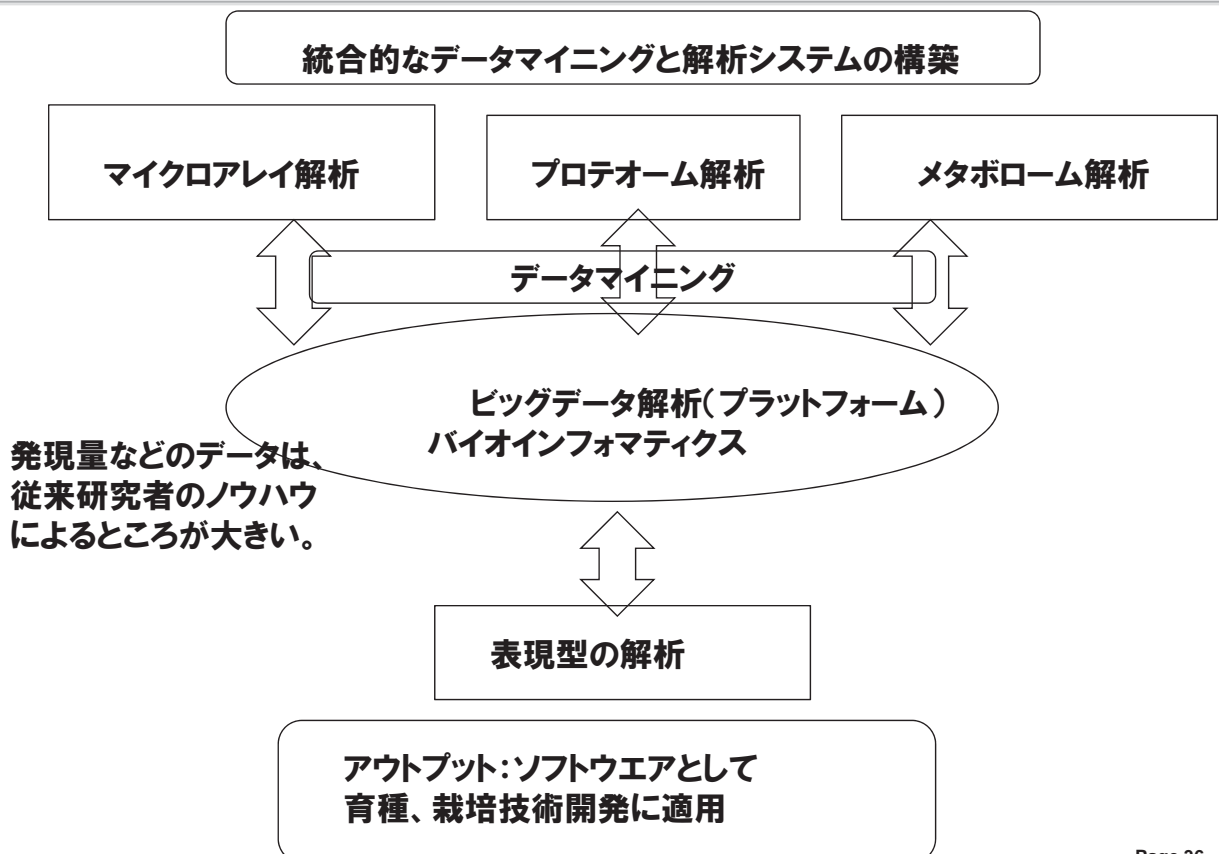 統合的なデータマイニングと解析システムの構築
マイクロアレイ解析
プロテオーム解析
メタボローム解析
データマイニング
ビッグデータ解析(プラットフォーム)
バイオインフォマティクス
発現量などのデータは、
従来研究者のノウハウ
によるところが大きい。
表現型の解析
アウトプット:ソフトウエアとして
育種、栽培技術開発に適用